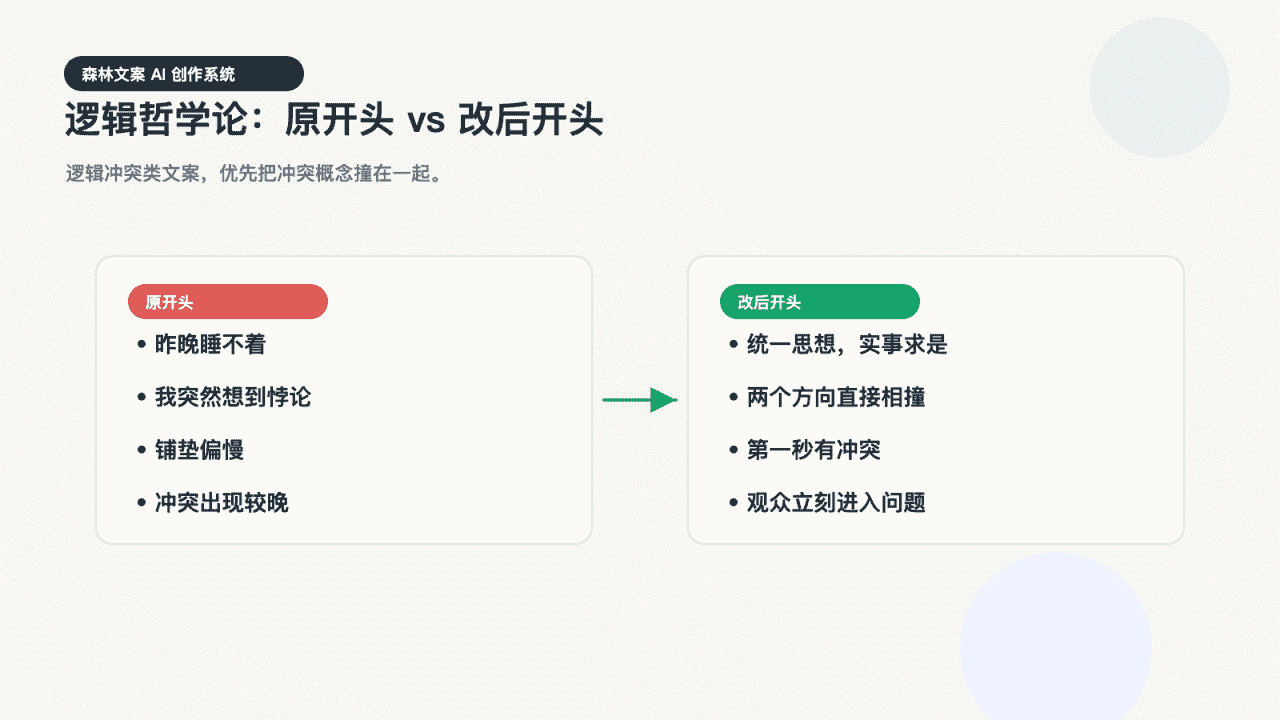 森林文案 AI 创作系统
逻辑哲学论：原开头 vs 改后开头
逻辑冲突类文案，优先把冲突概念撞在一起。
原开头
• 昨晚睡不着
• 我突然想到悖论
• 铺垫偏慢
• 冲突出现较晚
改后开头
• 统一思想，实事求是
• 两个方向直接相撞
• 第一秒有冲突
• 观众立刻进入问题